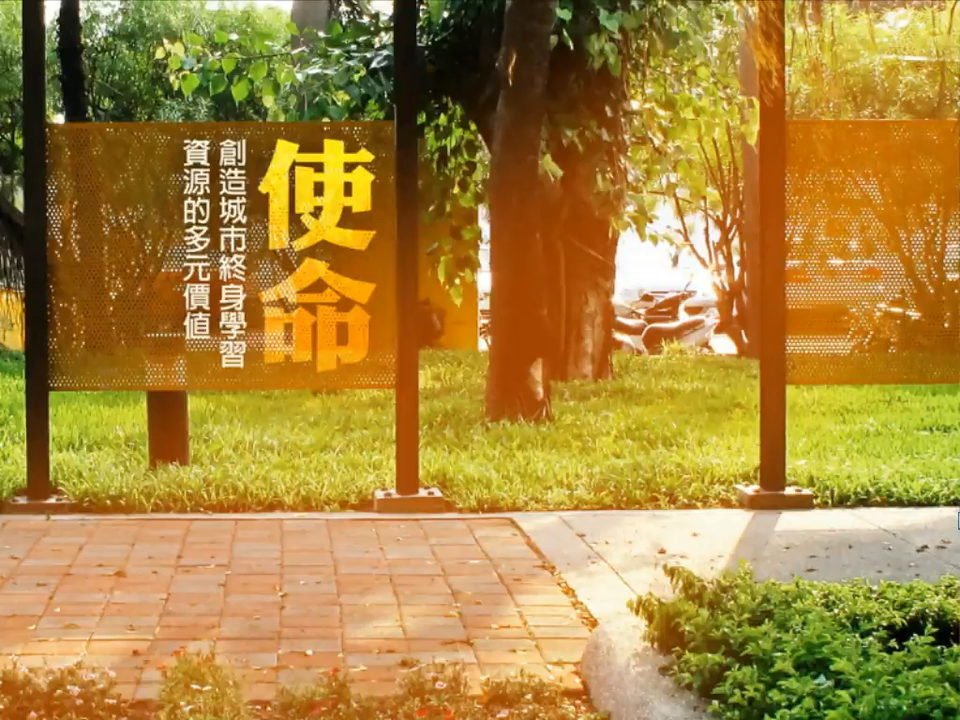 使命
創造城市終身學習
資源的多元價值